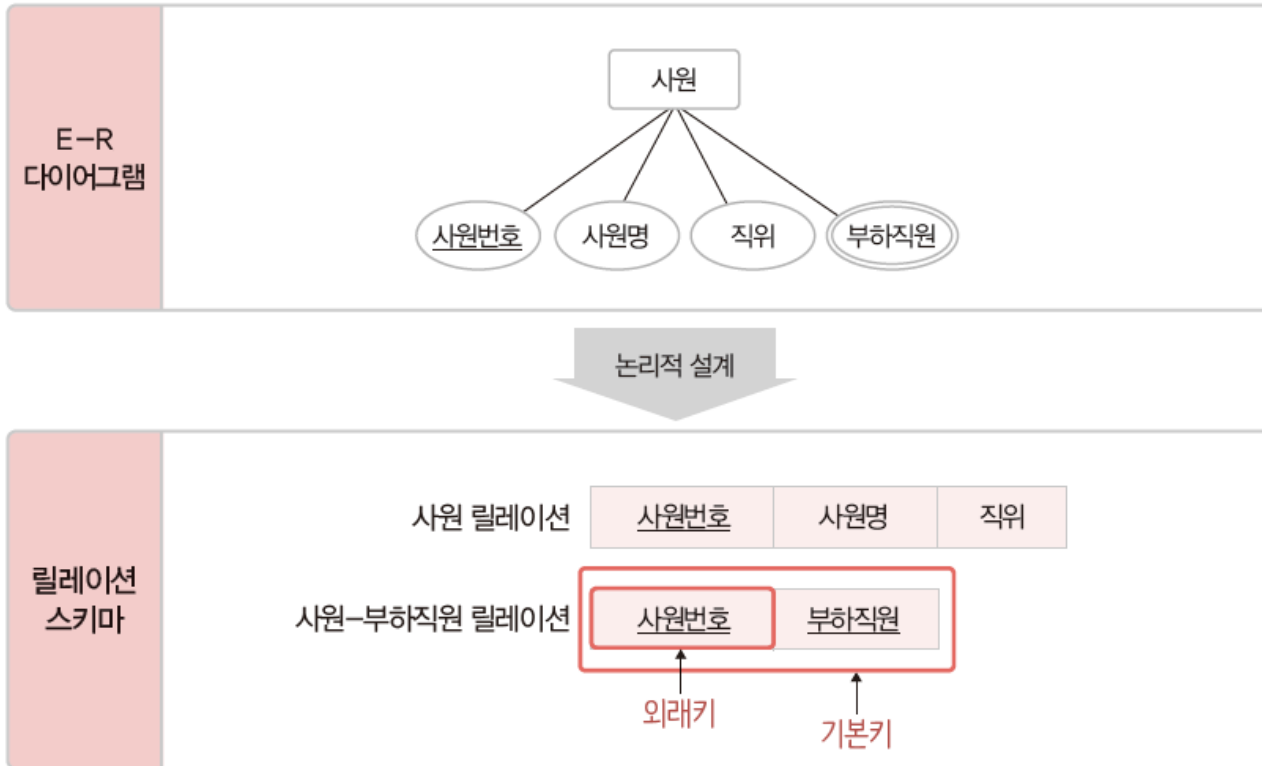 E-R
다이어그램
사원
사원번호
사원명
직위
부하직원
논리적 설계
릴레이션
스키마
사원 릴레이션
사원번호
사원명
직위
사원-부하직원 릴레이션
사원번호
부하직원
외래키
기본키